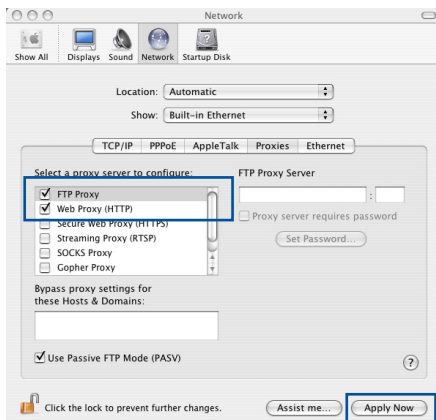 Network
Show All Displays Sound Network Startup Disk
Location: Automatic
Show: Built-in Ethernet
TCP/IP PPPoE AppleTalk Proxies Ethernet
Select a proxy server to configure: FTP Proxy Server
FTP Proxy :
Web Proxy (HTTP) Proxy server requires password
Secure Web Proxy (HTTPS)
Streaming Proxy (RTSP) Set Password...
SOCKS Proxy
Gopher Proxy
Bypass proxy settings for
these Hosts & Domains:
Use Passive FTP Mode (PASV) ?
Click the lock to prevent further changes. Assist me... Apply Now